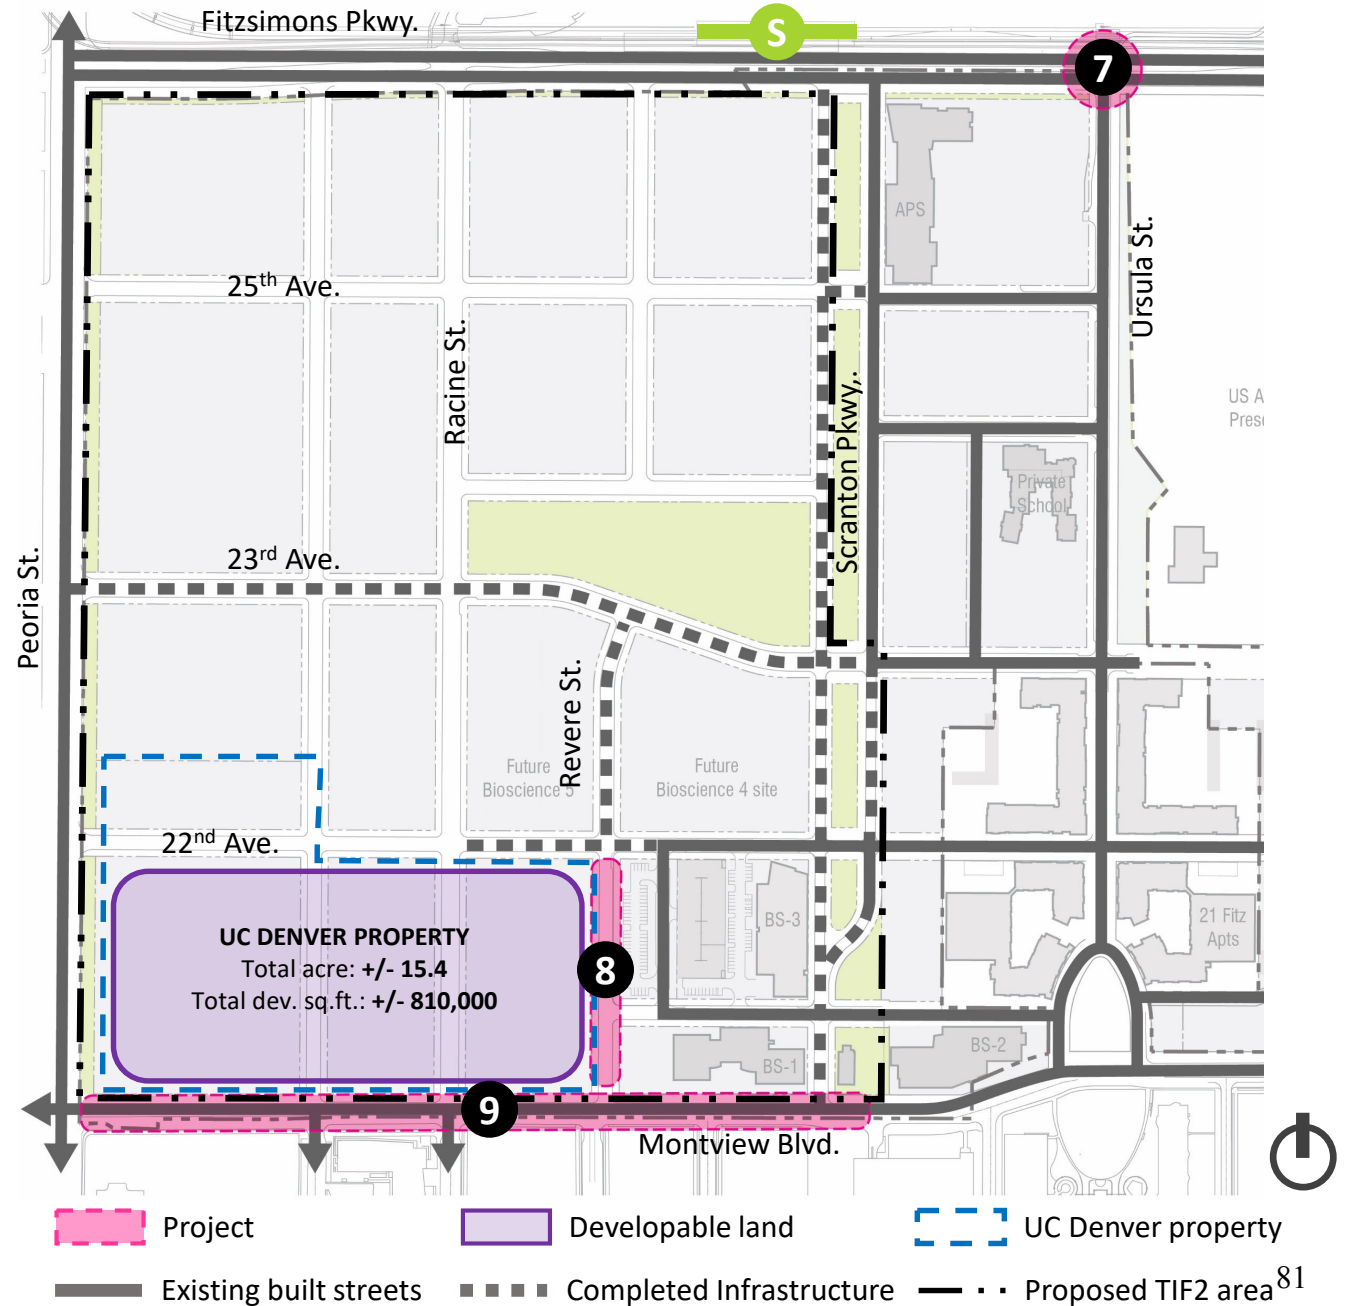 Fitzsimons Pkwy.
S
7
APS
Ursula St.
25th Ave.
Racine St.
US A
Prese
Scranton Pkwy,.
Private
School
23rd Ave.
Peoria St.
Revere St.
Future
Bioscience 5
Future
Bioscience 4 site
22nd Ave.
BS-3
21 Fitz
Apts
UC DENVER PROPERTY
Total acre: +/- 15.4
Total dev. sq.ft.: +/- 810,000
8
BS-1
BS-2
9
Montview Blvd.
Project
Developable land
UC Denver property
Existing built streets
Completed Infrastructure
Proposed TIF2 area
81